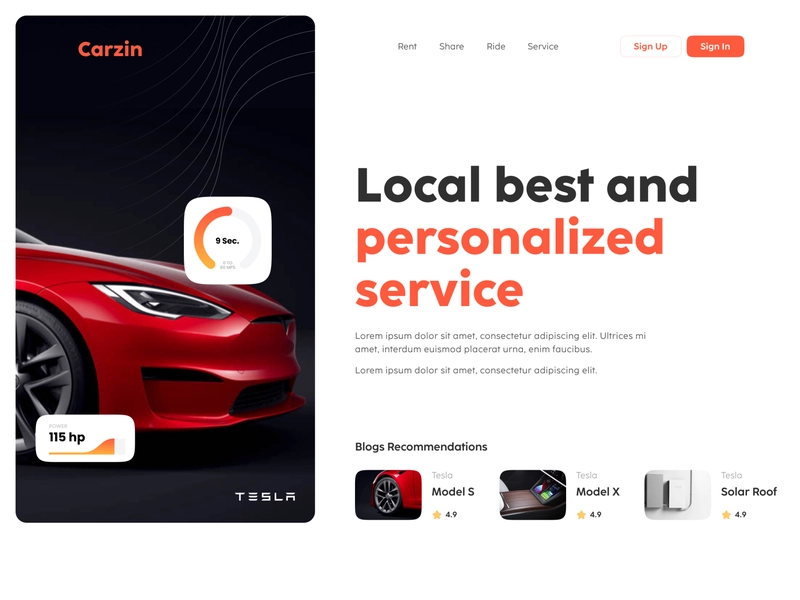 Carzin
Rent Share Ride Service
Sign Up Sign In
Local best and
personalized
service
9 Sec.
0 TO
60 MPS
Lorem ipsum dolor sit amet, consectetur adipiscing elit. Ultrices mi
amet, interdum euismod placerat urna, enim faucibus.
Lorem ipsum dolor sit amet, consectetur adipiscing elit.
POWER
115 hp
TESLA
Blogs Recommendations
Tesla
Model S
4.9
Tesla
Model X
4.9
Tesla
Solar Roof
4.9